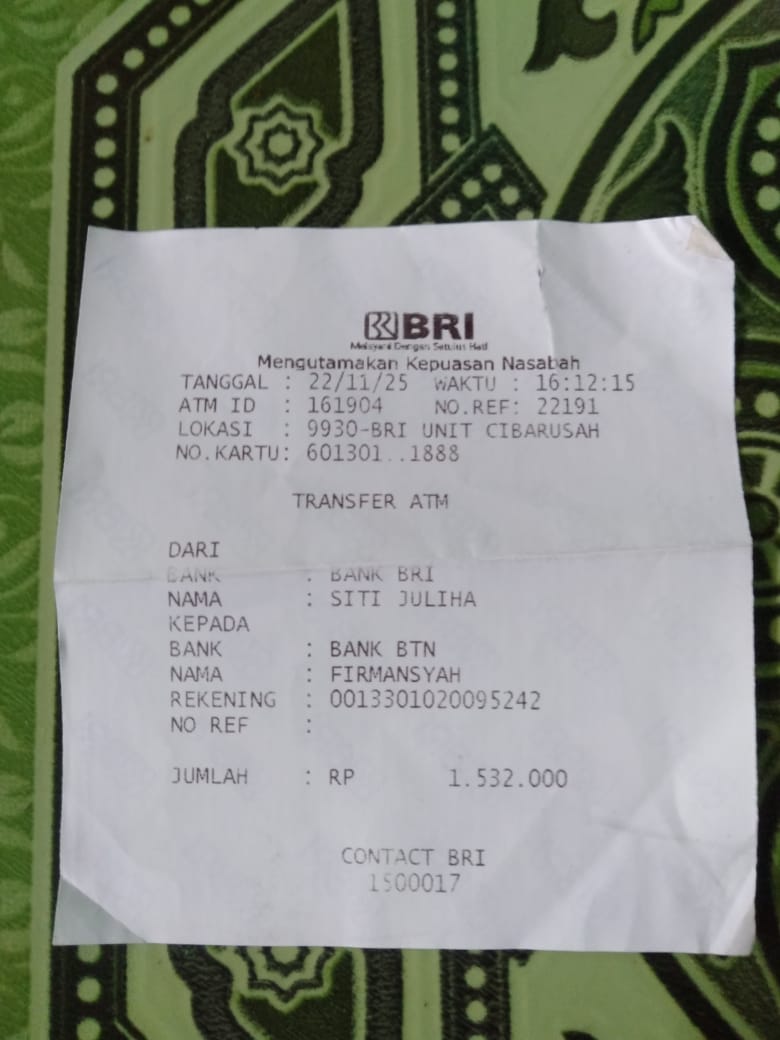 BRI
Melayani Dengan Setulus Hati
Mengutamakan Kepuasan Nasabah
TANGGAL : 22/11/25 WAKTU : 16:12:15
ATM ID : 161904 NO.REF: 22191
LOKASI : 9930-BRI UNIT CIBARUSAH
NO.KARTU: 601301..1888
TRANSFER ATM
DARI
BANK : BANK BRI
NAMA : SITI JULIHA
KEPADA
BANK : BANK BTN
NAMA : FIRMANSYAH
REKENING : 0013301020095242
NO REF :
JUMLAH : RP 1.532.000
CONTACT BRI
1500017